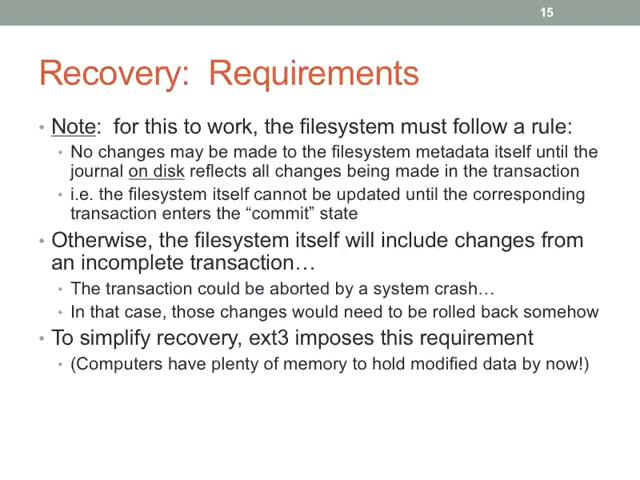 15
Recovery: Requirements
• Note: for this to work, the filesystem must follow a rule:
• No changes may be made to the filesystem metadata itself until the
journal on disk reflects all changes being made in the transaction
• i.e. the filesystem itself cannot be updated until the corresponding
transaction enters the “commit” state
• Otherwise, the filesystem itself will include changes from
an incomplete transaction…
• The transaction could be aborted by a system crash…
• In that case, those changes would need to be rolled back somehow
• To simplify recovery, ext3 imposes this requirement
• (Computers have plenty of memory to hold modified data by now!)